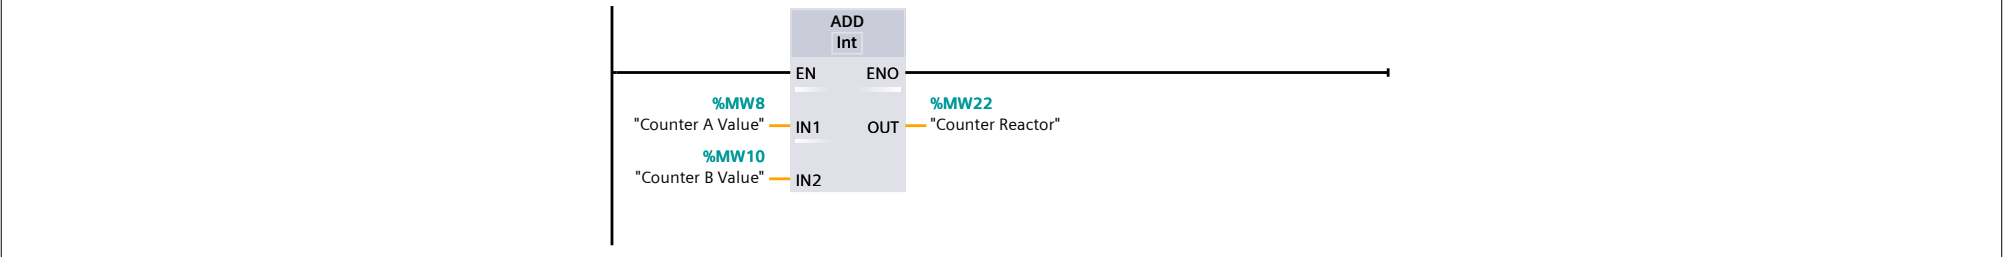 ADD
Int
EN ENO
%MW8 %MW22
"Counter A Value" IN1 OUT "Counter Reactor"
%MW10
"Counter B Value" IN2